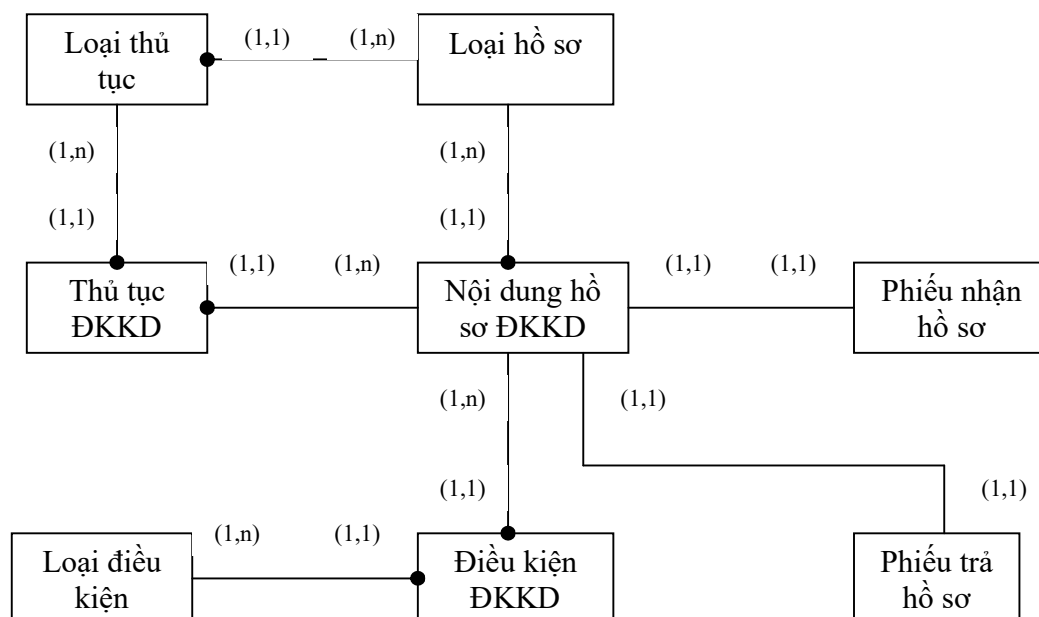 Loại thủ
tục
(1,1)
(1,n)
Loại hồ sơ
(1,n)
(1,n)
(1,1)
(1,1)
Thủ tục
ĐKKD
(1,1)
(1,n)
Nội dung hồ
sơ ĐKKD
(1,1)
(1,1)
Phiếu nhận
hồ sơ
(1,n)
(1,1)
(1,1)
(1,1)
Loại điều
kiện
(1,n)
(1,1)
Điều kiện
ĐKKD
Phiếu trả
hồ sơ